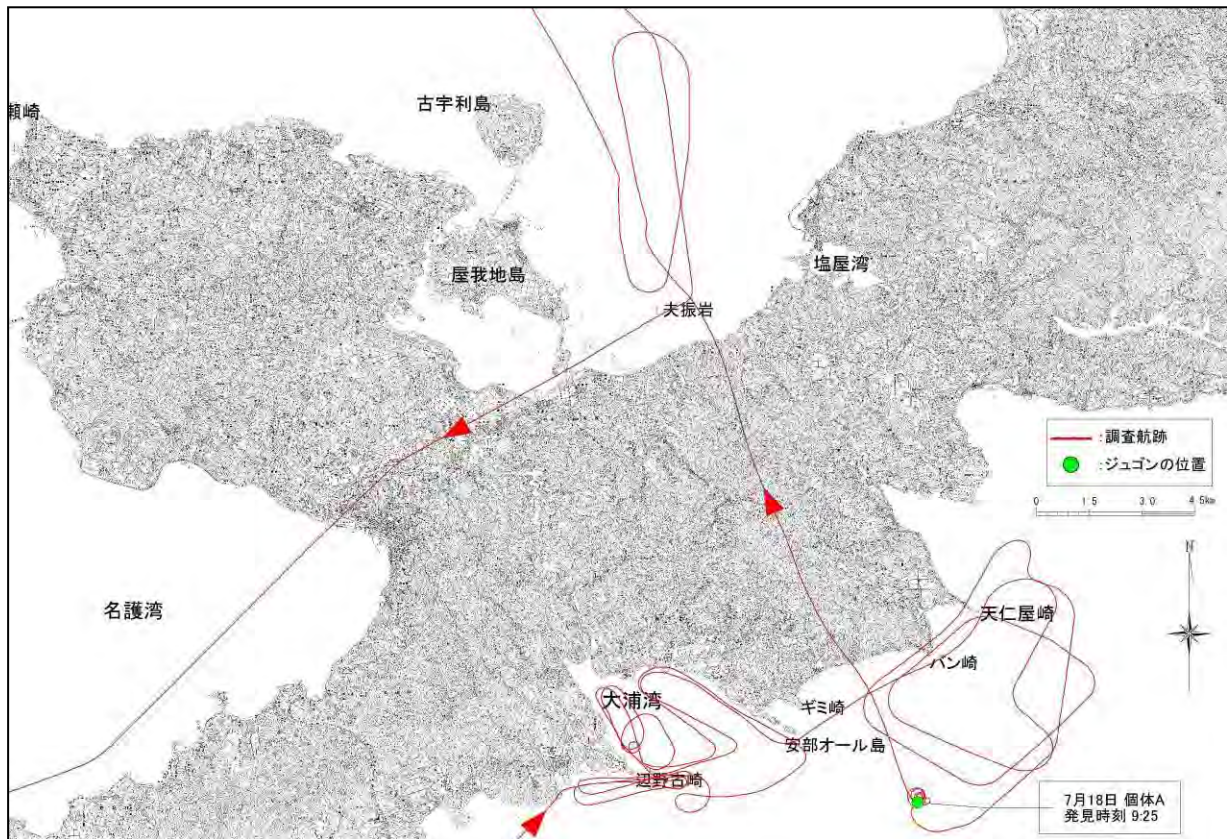 古宇利島
瀬崎
屋我地島
塩屋湾
夫振岩
:調査航跡
:ジュゴンの位置
0 1.5 3.0 4.5km
N
名護湾
天仁屋崎
バン崎
大浦湾
ギミ崎
安部オール島
辺野古崎
7月18日 個体A
発見時刻 9:25